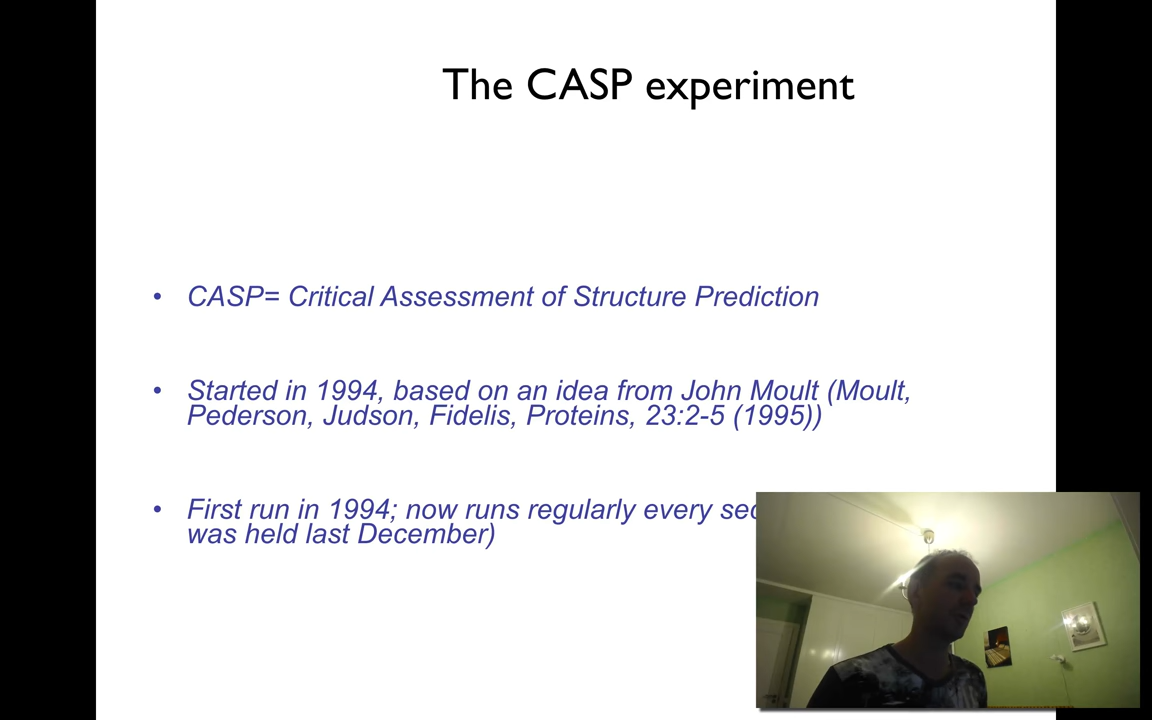 The CASP experiment
• CASP= Critical Assessment of Structure Prediction
• Started in 1994, based on an idea from John Moult (Moult,
Pederson, Judson, Fidelis, Proteins, 23:2-5 (1995))
• First run in 1994; now runs regularly every
was held last December)